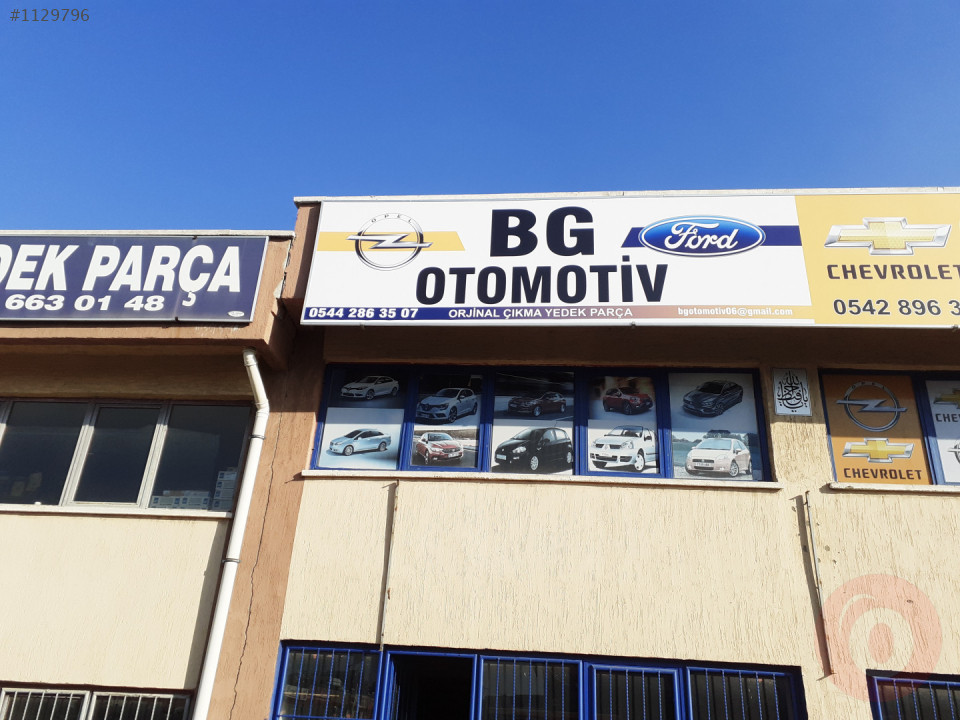 #1129796
DEK PARÇA
663 01 48
OPEL
BG
OTOMOTİV
Ford
CHEVROLET
0544 286 35 07
ORJİNAL ÇIKMA YEDEK PARÇA
bgotomotiv06@gmail.com
0542 896 3
CHEVROLET